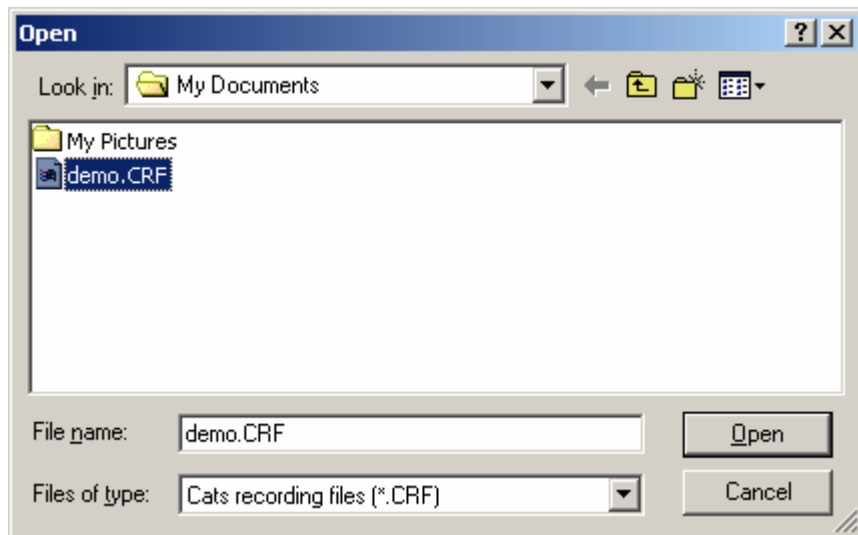 Open
Look in: My Documents
My Pictures
demo.CRF
File name: demo.CRF Open
Files of type: Cats recording files (*.CRF) Cancel